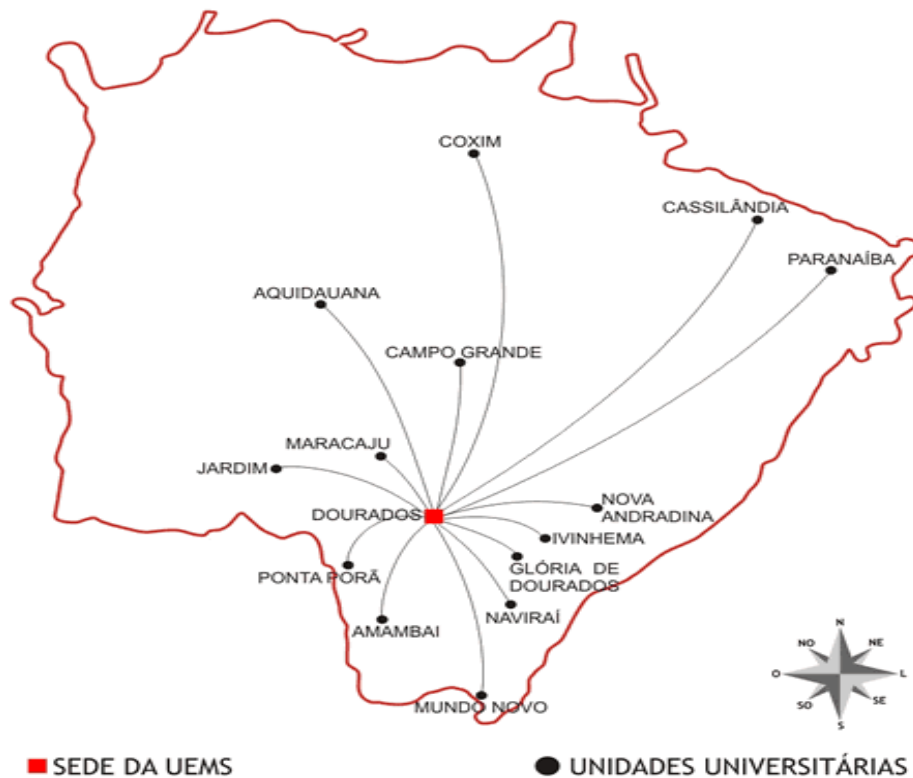 COXIM
CASSILÂNDIA
PARANAÍBA
AQUIDAUANA
CAMPO GRANDE
MARACAJU
JARDIM
DOURADOS
NOVA
ANDRADINA
IVINHEMA
GLÓRIA DE
DOURADOS
PONTA PORÃ
NAVIRAÍ
AMAMBAI
MUNDO NOVO
N
NO
NE
O
L
SO
SE
S
SEDE DA UEMS
UNIDADES UNIVERSITÁRIAS